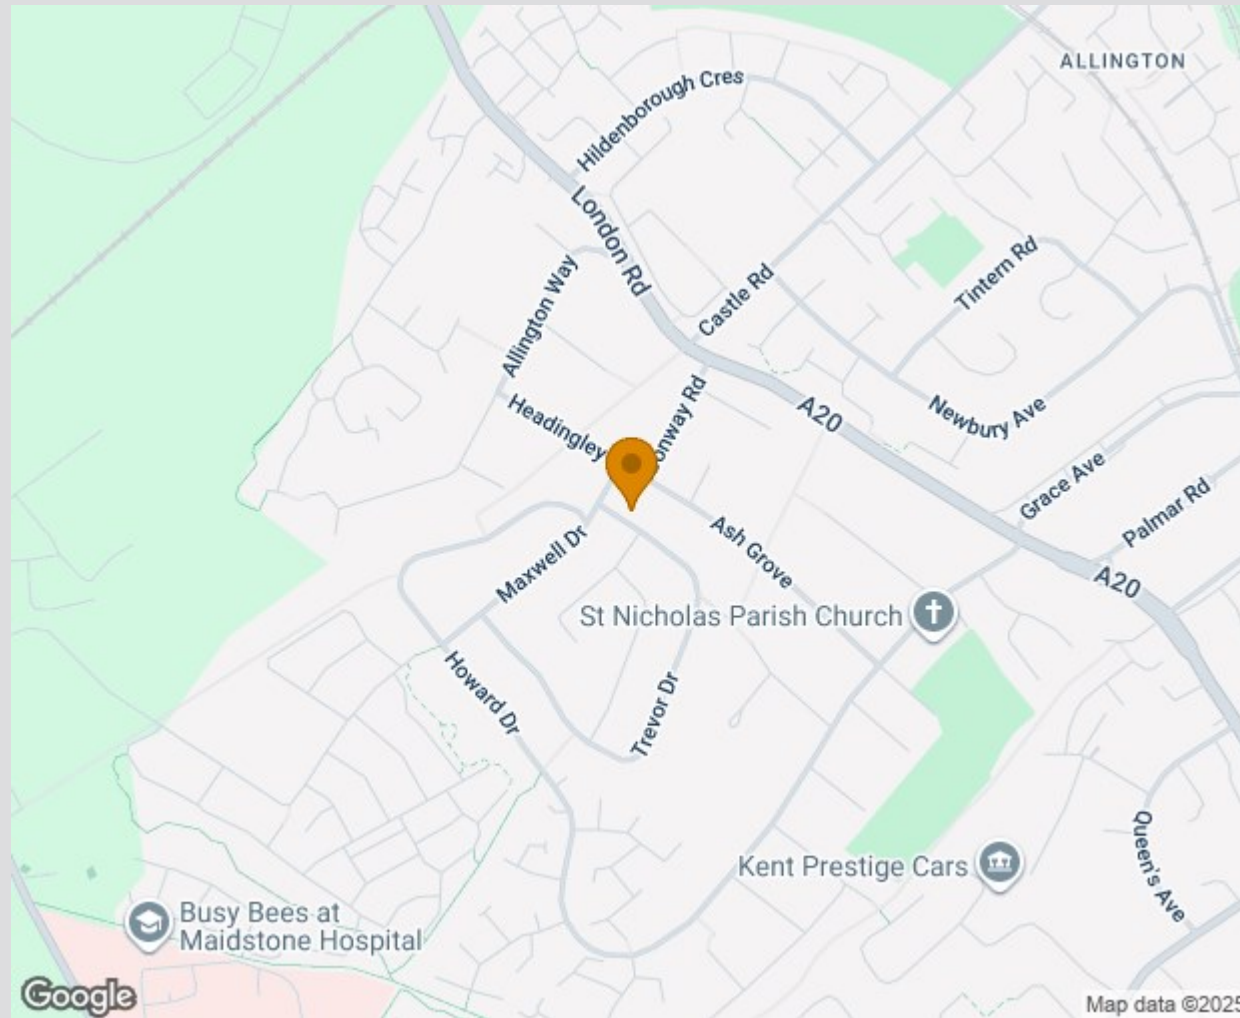 ALLINGTON
Hildenborough Cres
London Rd
Allington Way
Castle Rd
Tintern Rd
Headingley
onway Rd
A20
Newbury Ave
Grace Ave
Palmar Rd
Ash Grove
Maxwell Dr
A20
St Nicholas Parish Church
Howard Dr
Trevor Dr
Queen's Ave
Kent Prestige Cars
Busy Bees at
Maidstone Hospital
Google
Map data ©2025